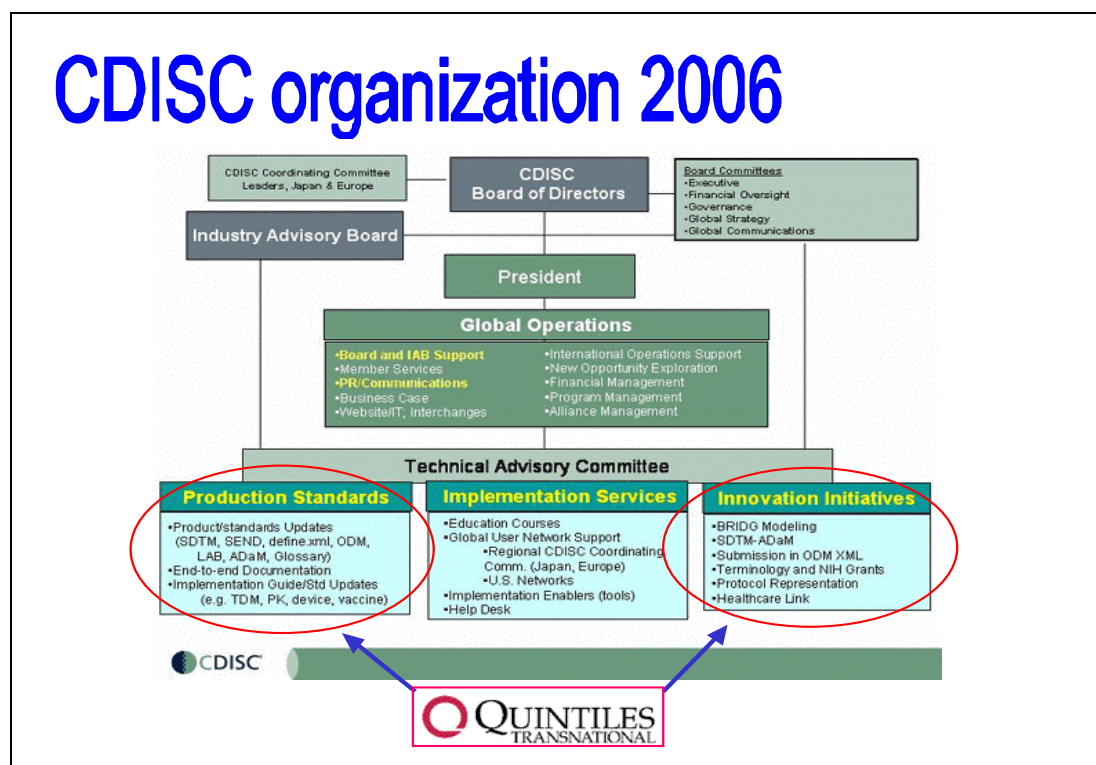 CDISC organization 2006
CDISC Coordinating Committee
Leaders, Japan & Europe
CDISC
Board of Directors
Board Committees
•Executive
•Financial Oversight
•Governance
•Global Strategy
•Global Communications
Industry Advisory Board
President
Global Operations
•Board and IAB Support
•Member Services
•PR/Communications
•Business Case
•Website/IT; Interchanges
•International Operations Support
•New Opportunity Exploration
•Financial Management
•Program Management
•Alliance Management
Technical Advisory Committee
Production Standards
•Product/standards Updates
(SDTM, SEND, define.xml, ODM,
LAB, ADaM, Glossary)
•End-to-end Documentation
•Implementation Guide/Std Updates
(e.g. TDM, PK, device, vaccine)
Implementation Services
•Education Courses
•Global User Network Support
•Regional CDISC Coordinating
Comm. (Japan, Europe)
•U.S. Networks
•Implementation Enablers (tools)
•Help Desk
Innovation Initiatives
•BRIDG Modeling
•SDTM-ADaM
•Submission in ODM XML
•Terminology and NIH Grants
•Protocol Representation
•Healthcare Link
CDISC
QUINTILES
TRANSNATIONAL